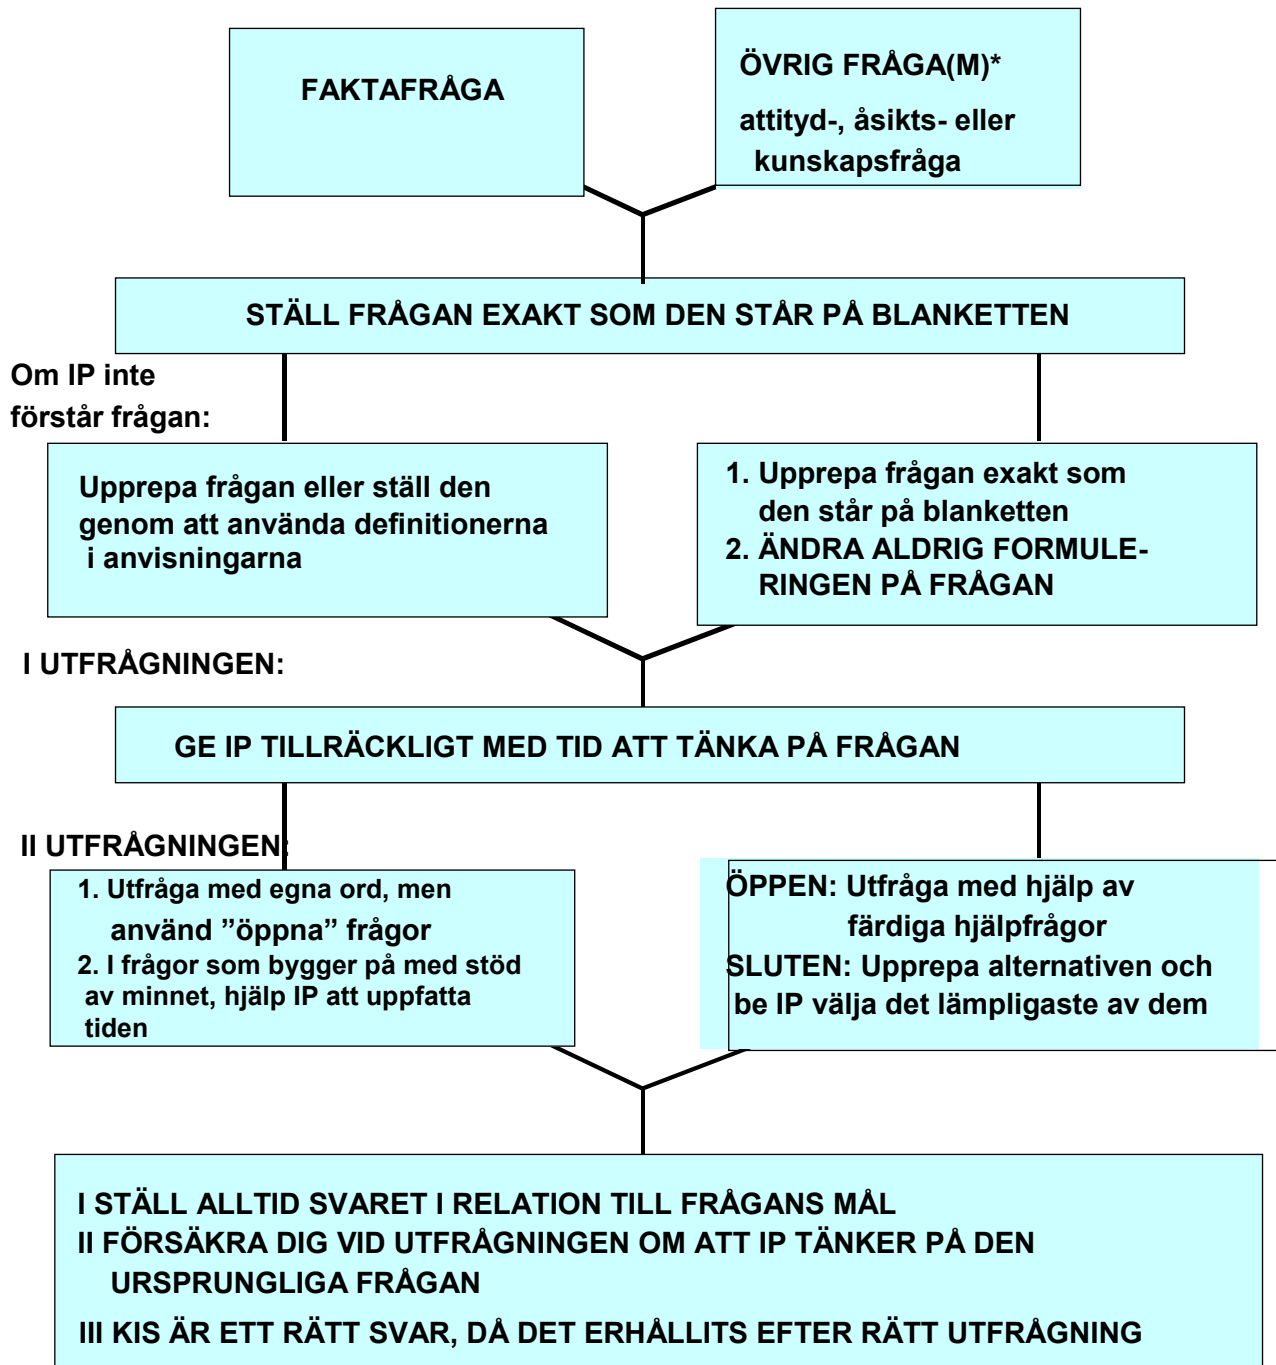 FAKTAFRÅGA
ÖVRIG FRÅGA(M)*
attityd-, åsikts- eller
kunskapsfråga
STÄLL FRÅGAN EXAKT SOM DEN STÅR PÅ BLANKETTEN
Om IP inte
förstår frågan:
Upprepa frågan eller ställ den
genom att använda definitionerna
i anvisningarna
1. Upprepa frågan exakt som
den står på blanketten
2. ÄNDRA ALDRIG FORMULE-
RINGEN PÅ FRÅGAN
I UTFRÅGNINGEN:
GE IP TILLRÄCKLIGT MED TID ATT TÄNKA PÅ FRÅGAN
II UTFRÅGNINGEN:
1. Utfråga med egna ord, men
använd ”öppna” frågor
2. I frågor som bygger på med stöd
av minnet, hjälp IP att uppfatta
tiden
ÖPPEN: Utfråga med hjälp av
färdiga hjälpfrågor
SLUTEN: Upprepa alternativen och
be IP välja det lämpligaste av dem
I STÄLL ALLTID SVARET I RELATION TILL FRÅGANS MÅL
II FÖRSÄKRA DIG VID UTFRÅGNINGEN OM ATT IP TÄNKER PÅ DEN
URSPRUNGLIGA FRÅGAN
III KIS ÄR ETT RÄTT SVAR, DÅ DET ERHÅLLITS EFTER RÄTT UTFRÅGNING